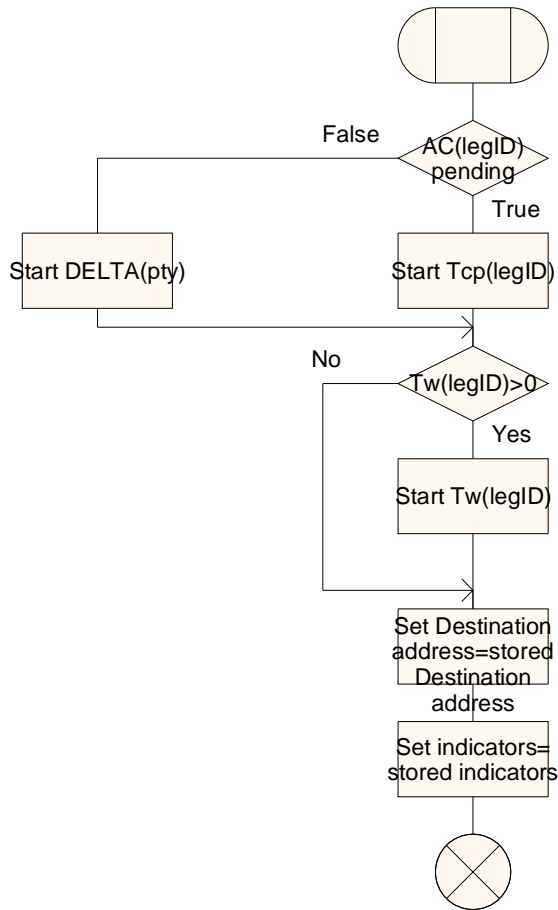 AC(legID)
pending
False
True
Start DELTA(pty)
Start Tcp(legID)
No
Tw(legID)>0
Yes
Start Tw(legID)
Set Destination
address=stored
Destination
address
Set indicators=
stored indicators